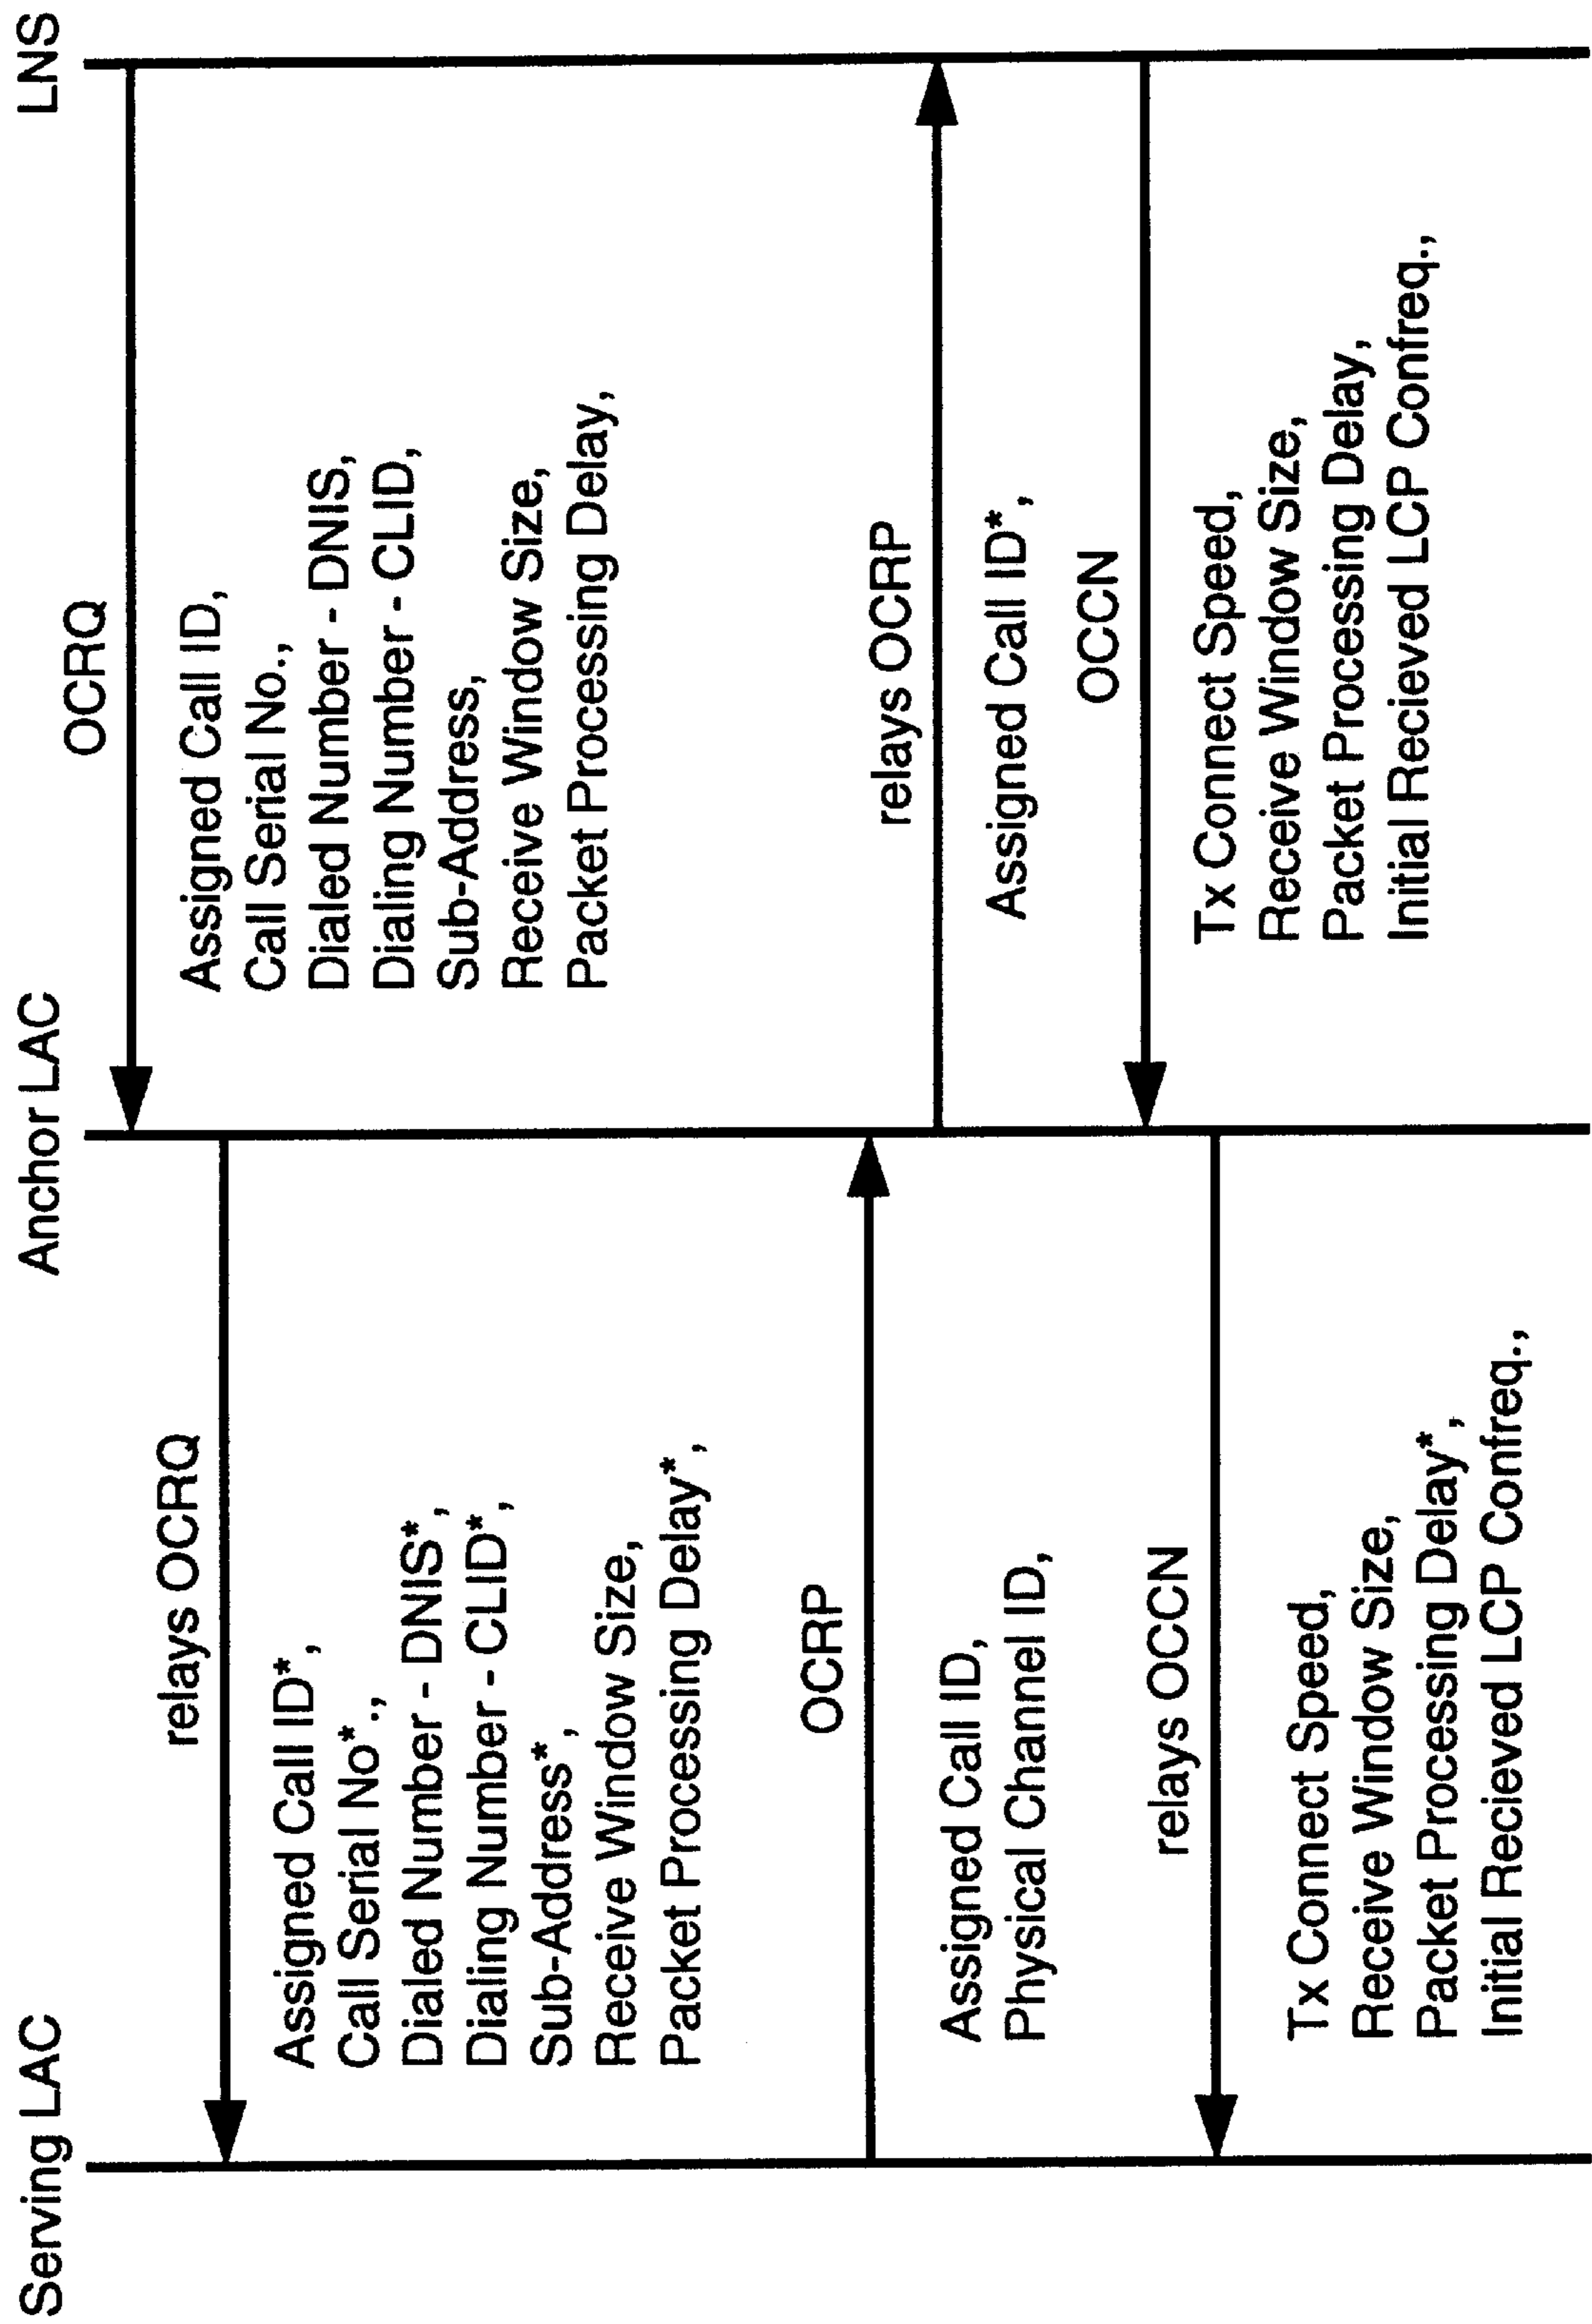 Serving LAC
Anchor LAC
LNS
OCRQ
Assigned Call ID,
Call Serial No.,
Dialed Number - DNIS,
Dialing Number - CLID,
Sub-Address,
Receive Window Size,
Packet Processing Delay,
relays OCRQ
Assigned Call ID*,
Call Serial No*.,
Dialed Number - DNIS*,
Dialing Number - CLID*,
Sub-Address*,
Receive Window Size,
Packet Processing Delay*,
OCRP
Assigned Call ID,
Physical Channel ID,
relays OCRP
Assigned Call ID*,
OCCN
Tx Connect Speed,
Receive Window Size,
Packet Processing Delay,
Initial Recieved LCP Confreq.,
relays OCCN
Tx Connect Speed,
Receive Window Size,
Packet Processing Delay*,
Initial Recieved LCP Confreq.,